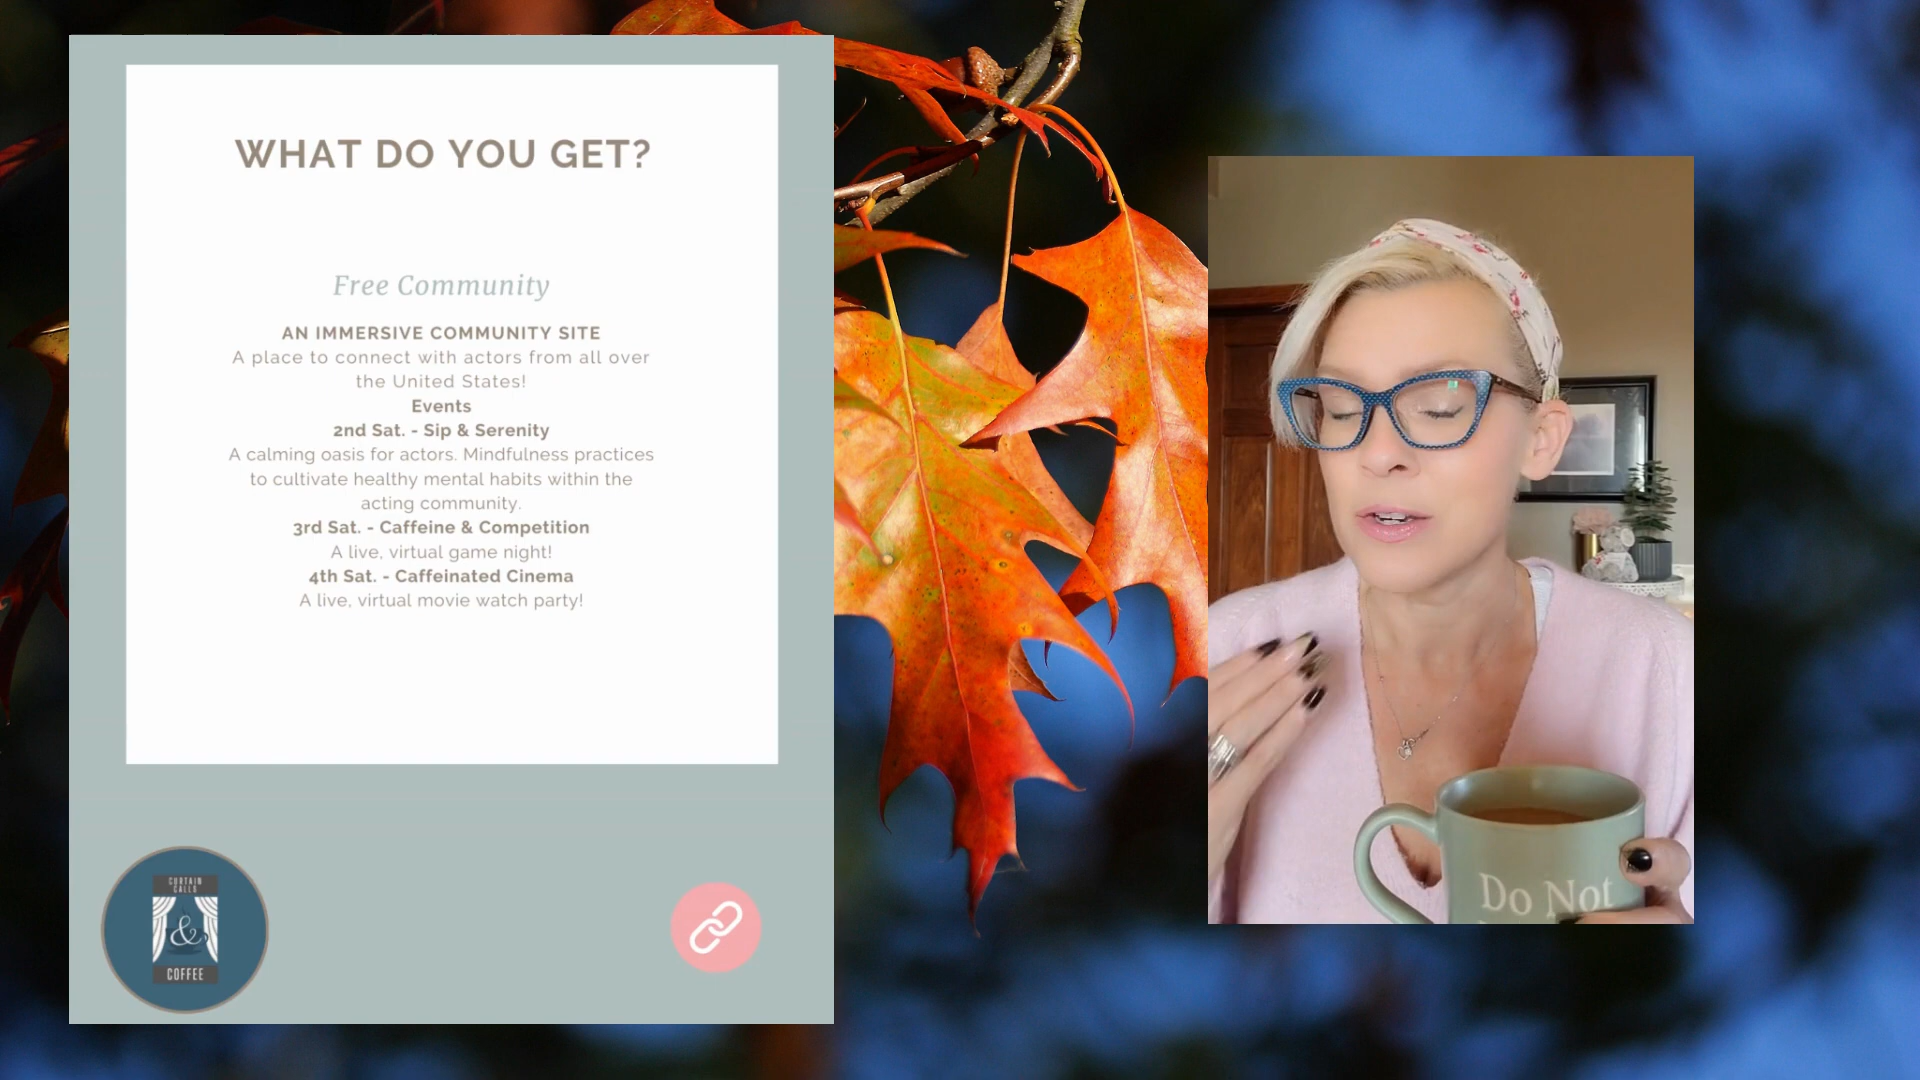 WHAT DO YOU GET?
Free Community
AN IMMERSIVE COMMUNITY SITE
A place to connect with actors from all over
the United States!
Events
2nd Sat. - Sip & Serenity
A calming oasis for actors. Mindfulness practices
to cultivate healthy mental habits within the
acting community.
3rd Sat. - Caffeine & Competition
A live, virtual game night!
4th Sat. - Caffeinated Cinema
A live, virtual movie watch party!
CURTAIN
CALLS
&
COFFEE
Do Not